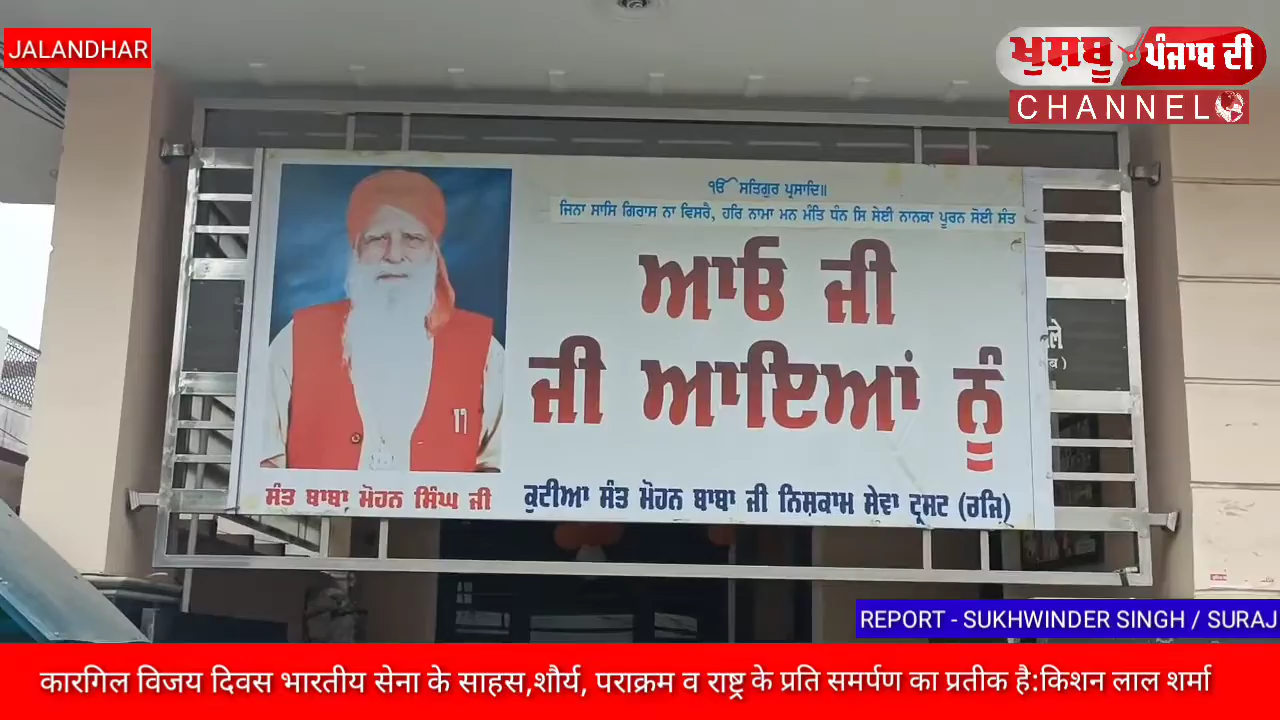 JALANDHAR
ਖੁਸ਼ਬੂ ਪੰਜਾਬ ਦੀ
CHANNEL
ੴ ਸਤਿਗੁਰ ਪ੍ਰਸਾਦਿ॥
ਜਿਨਾ ਸਾਸਿ ਗਿਰਾਸ ਨਾ ਵਿਸਰੈ, ਹਰਿ ਨਾਮਾ ਮਨ ਮੰਤਿ ਧੰਨ ਸਿ ਸੇਈ ਨਾਨਕਾ ਪੂਰਨ ਸੋਈ ਸੰਤ
ਆਓ ਜੀ
ਜੀ ਆਇਆਂ ਨੂੰ
ਸੰਤ ਬਾਬਾ ਮੋਹਨ ਸਿੰਘ ਜੀ
ਕੁਟੀਆ ਸੰਤ ਮੋਹਨ ਬਾਬਾ ਜੀ ਨਿਸ਼ਕਾਮ ਸੇਵਾ ਟ੍ਰਸਟ (ਰਜਿ)
REPORT - SUKHWINDER SINGH / SURAJ
कारगिल विजय दिवस भारतीय सेना के साहस,शौर्य, पराक्रम व राष्ट्र के प्रति समर्पण का प्रतीक है:किशन लाल शर्मा